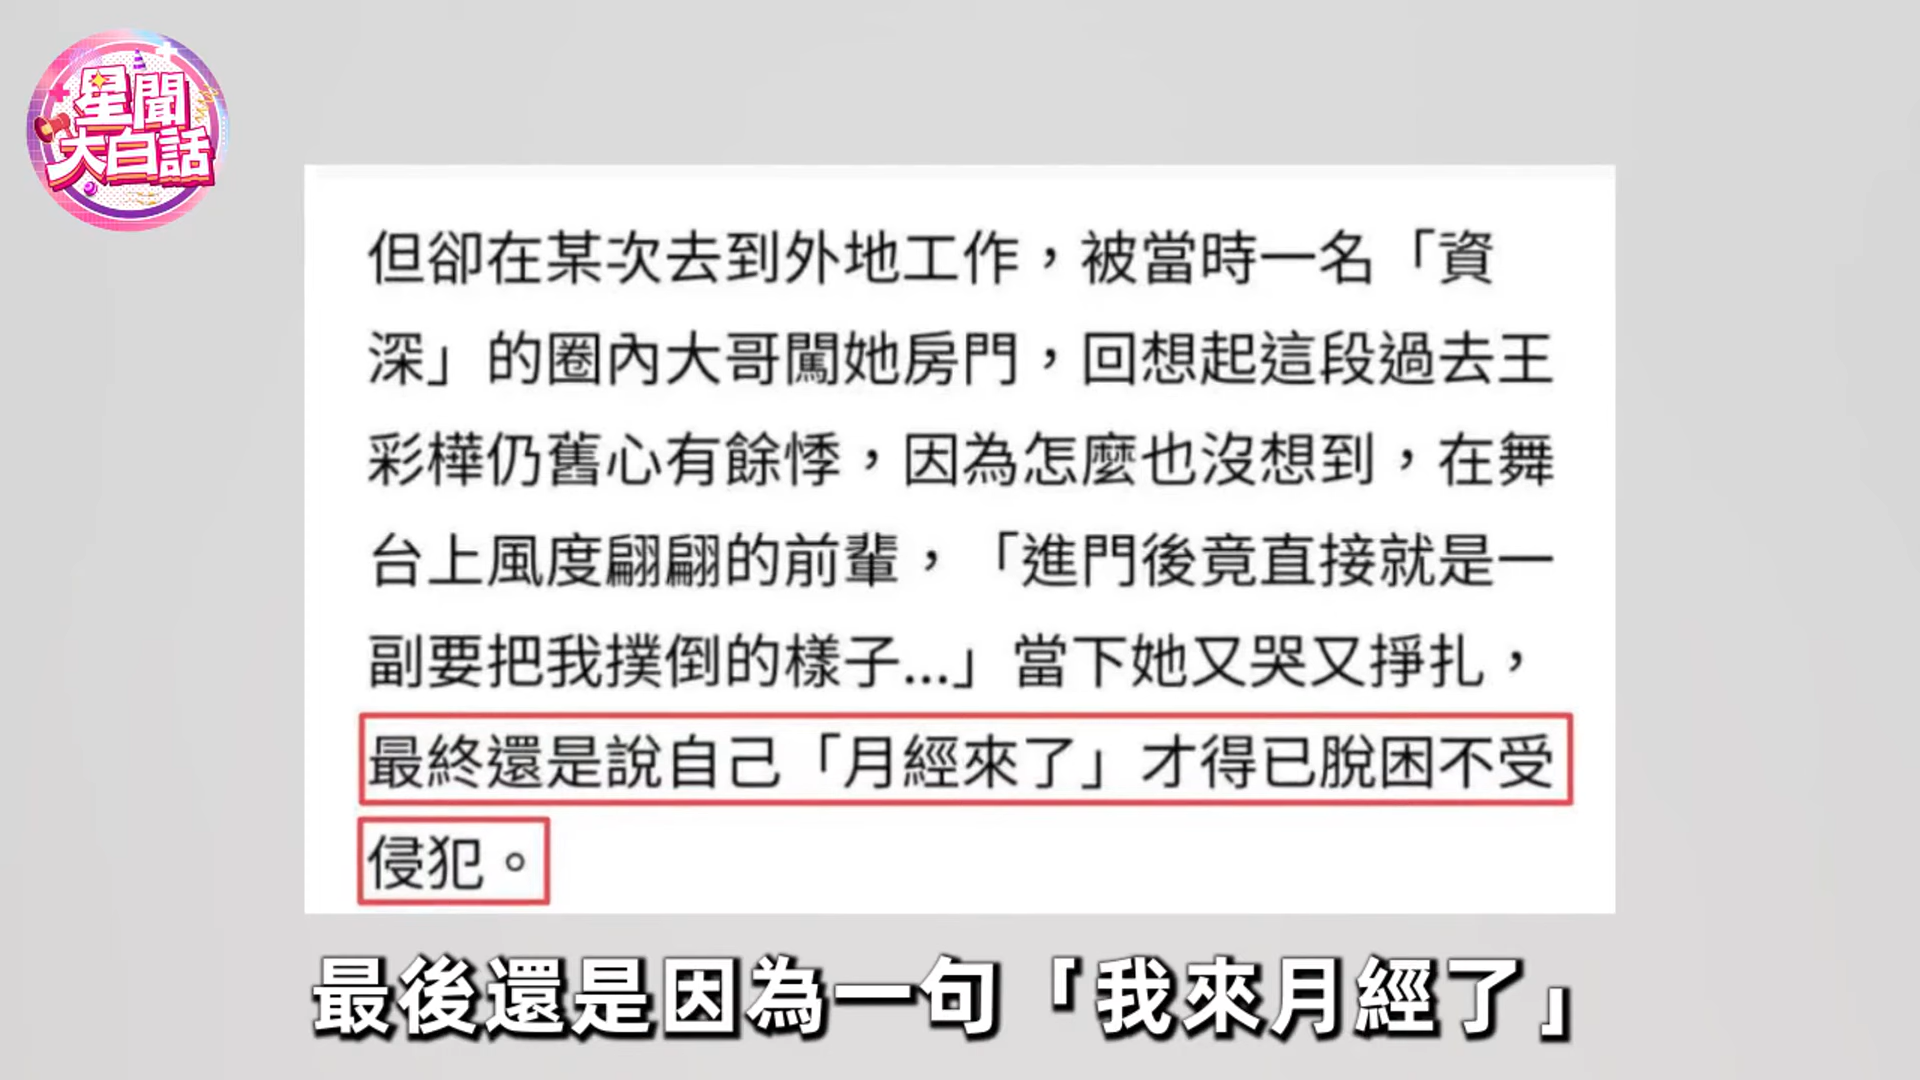 星聞
大白話
但卻在某次去到外地工作，被當時一名「資
深」的圈內大哥闖她房門，回想起這段過去王
彩樺仍舊心有餘悸，因為怎麼也沒想到，在舞
台上風度翩翩的前輩，「進門後竟直接就是一
副要把我撲倒的樣子...」當下她又哭又掙扎，
最終還是說自己「月經來了」才得已脫困不受
侵犯。
最後還是因為一句「我來月經了」